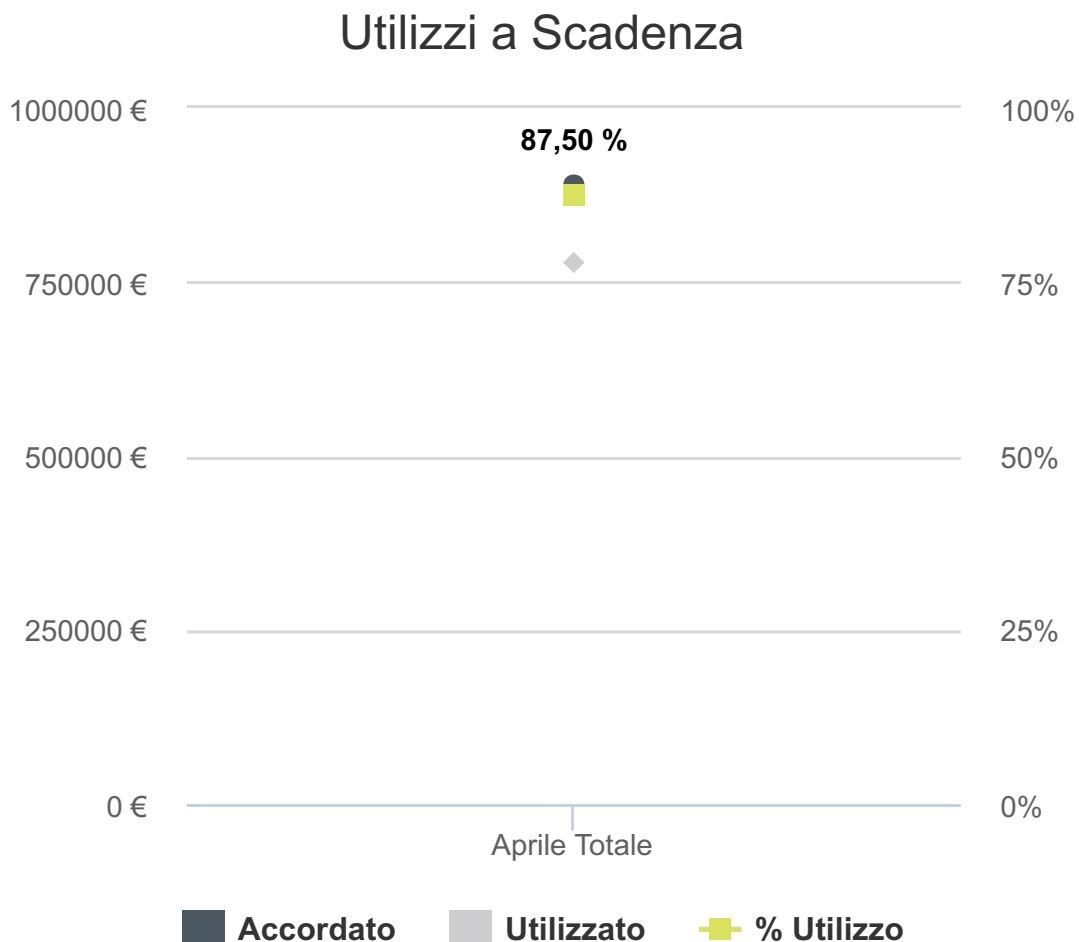 Utilizzi a Scadenza
1000000 €
100%
87,50 %
750000 €
75%
500000 €
50%
250000 €
25%
0 €
0%
Aprile Totale
Accordato
Utilizzato
% Utilizzo